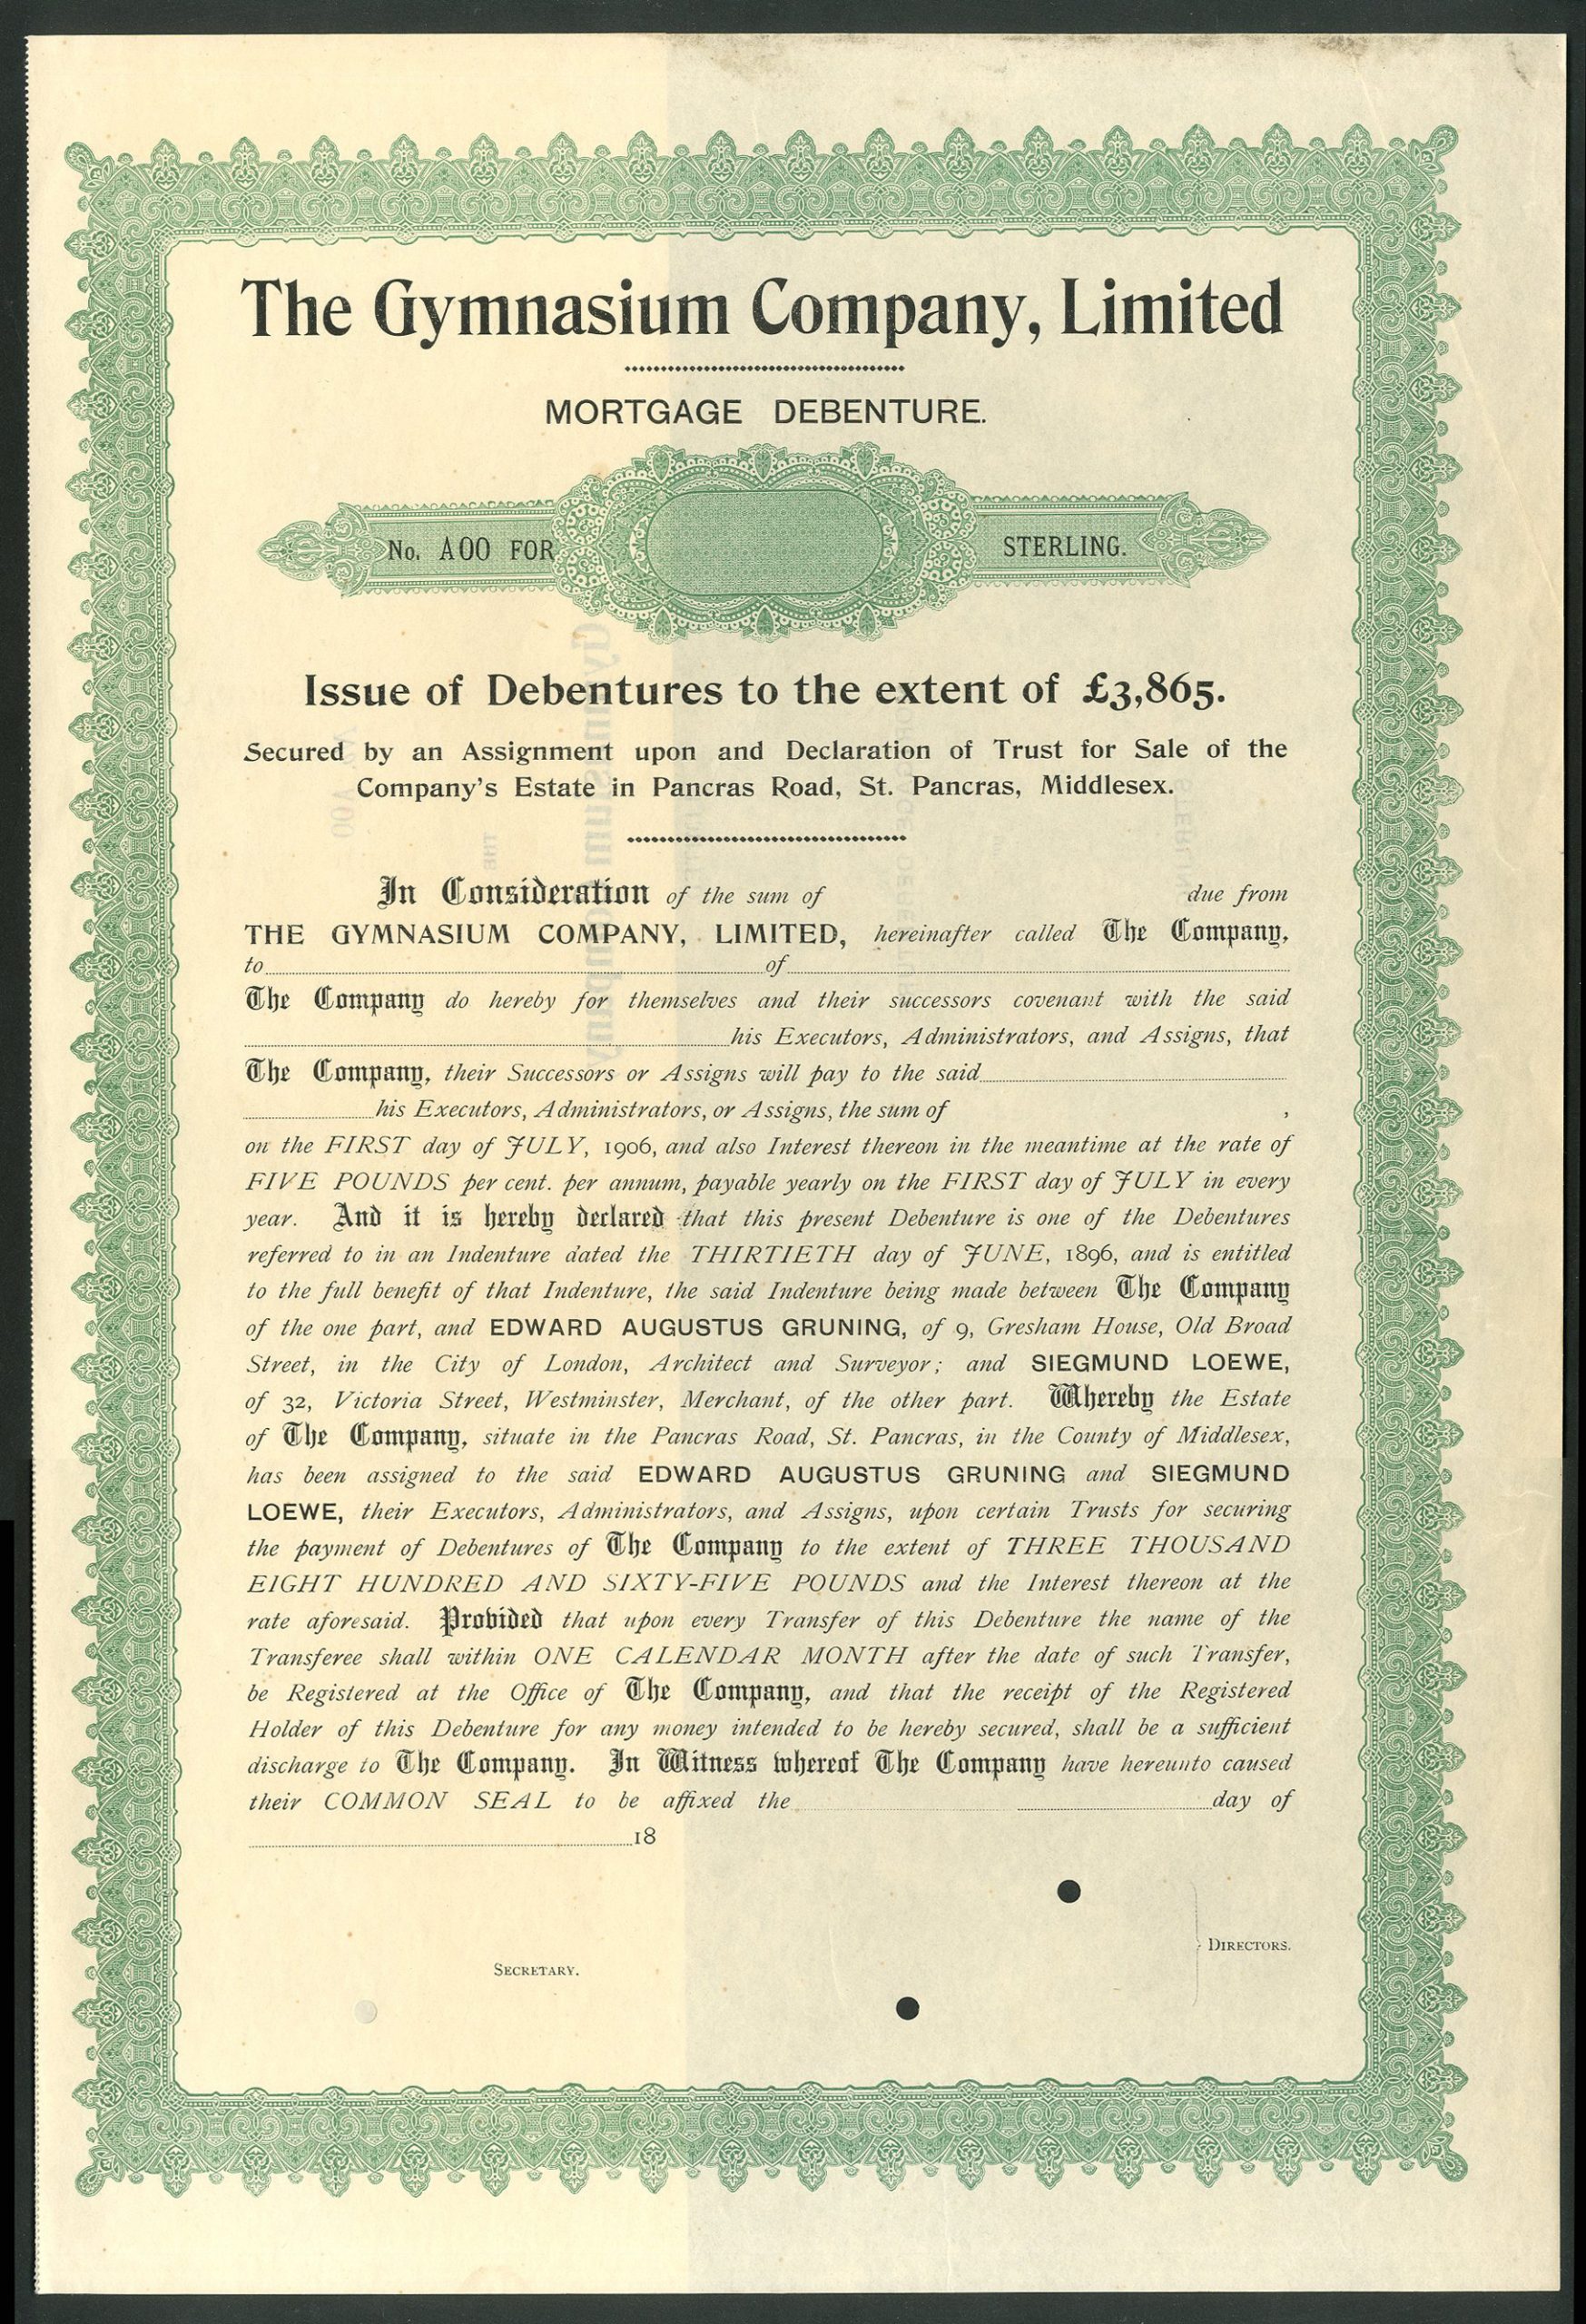 The Gymnasium Company, Limited
MORTGAGE DEBENTURE.
No. A00 FOR STERLING.
Issue of Debentures to the extent of £3,865.
Secured by an Assignment upon and Declaration of Trust for Sale of the
Company's Estate in Pancras Road, St. Pancras, Middlesex.
In Consideration of the sum of due from
THE GYMNASIUM COMPANY, LIMITED, hereinafter called The Company,
to of
The Company do hereby for themselves and their successors covenant with the said
his Executors, Administrators, and Assigns, that
The Company, their Successors or Assigns will pay to the said
his Executors, Administrators, or Assigns, the sum of ,
on the FIRST day of JULY, 1906, and also Interest thereon in the meantime at the rate of
FIVE POUNDS per cent. per annum, payable yearly on the FIRST day of JULY in every
year. And it is hereby declared that this present Debenture is one of the Debentures
referred to in an Indenture dated the THIRTIETH day of JUNE, 1896, and is entitled
to the full benefit of that Indenture, the said Indenture being made between The Company
of the one part, and EDWARD AUGUSTUS GRUNING, of 9, Gresham House, Old Broad
Street, in the City of London, Architect and Surveyor; and SIEGMUND LOEWE,
of 32, Victoria Street, Westminster, Merchant, of the other part. Whereby the Estate
of The Company, situate in the Pancras Road, St. Pancras, in the County of Middlesex,
has been assigned to the said EDWARD AUGUSTUS GRUNING and SIEGMUND
LOEWE, their Executors, Administrators, and Assigns, upon certain Trusts for securing
the payment of Debentures of The Company to the extent of THREE THOUSAND
EIGHT HUNDRED AND SIXTY-FIVE POUNDS and the Interest thereon at the
rate aforesaid. Provided that upon every Transfer of this Debenture the name of the
Transferee shall within ONE CALENDAR MONTH after the date of such Transfer,
be Registered at the Office of The Company, and that the receipt of the Registered
Holder of this Debenture for any money intended to be hereby secured, shall be a sufficient
discharge to The Company. In Witness whereof The Company have hereunto caused
their COMMON SEAL to be affixed the day of
18
DIRECTORS.
SECRETARY.